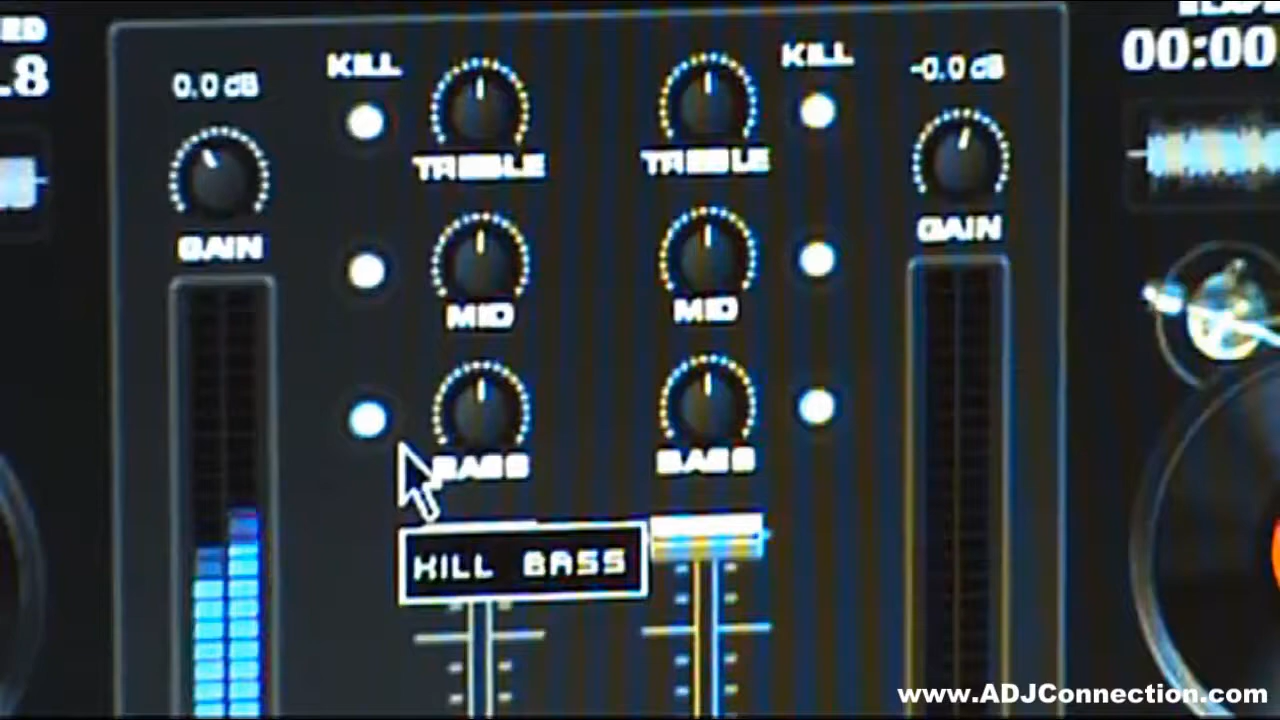 .8
0.0 dB
KILL
KILL
-0.0 dB
00:00
TREBLE
TREBLE
GAIN
GAIN
MID
MID
BASS
BASS
KILL BASS
www.ADJConnection.com